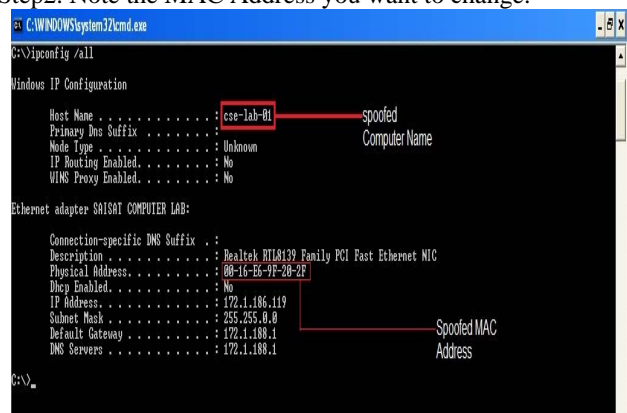 Step2: Note the MAC Address you want to change.
C:\WINDOWS\system32\cmd.exe
C:\>ipconfig /all
Windows IP Configuration
Host Name . . . . . . . . . . . . : cse-lab-01
spoofed
Computer Name
Primary Dns Suffix . . . . . . . :
Node Type . . . . . . . . . . . . : Unknown
IP Routing Enabled. . . . . . . . : No
WINS Proxy Enabled. . . . . . . . : No
Ethernet adapter SAISAT COMPUTER LAB:
Connection-specific DNS Suffix . :
Description . . . . . . . . . . . : Realtek RTL8139 Family PCI Fast Ethernet NIC
Physical Address. . . . . . . . . : 00-16-E6-9F-20-2F
Dhcp Enabled. . . . . . . . . . . : No
IP Address. . . . . . . . . . . . : 172.1.186.119
Subnet Mask . . . . . . . . . . . : 255.255.0.0
Default Gateway . . . . . . . . . : 172.1.188.1
DNS Servers . . . . . . . . . . . : 172.1.188.1
Spoofed MAC
Address
C:\>_